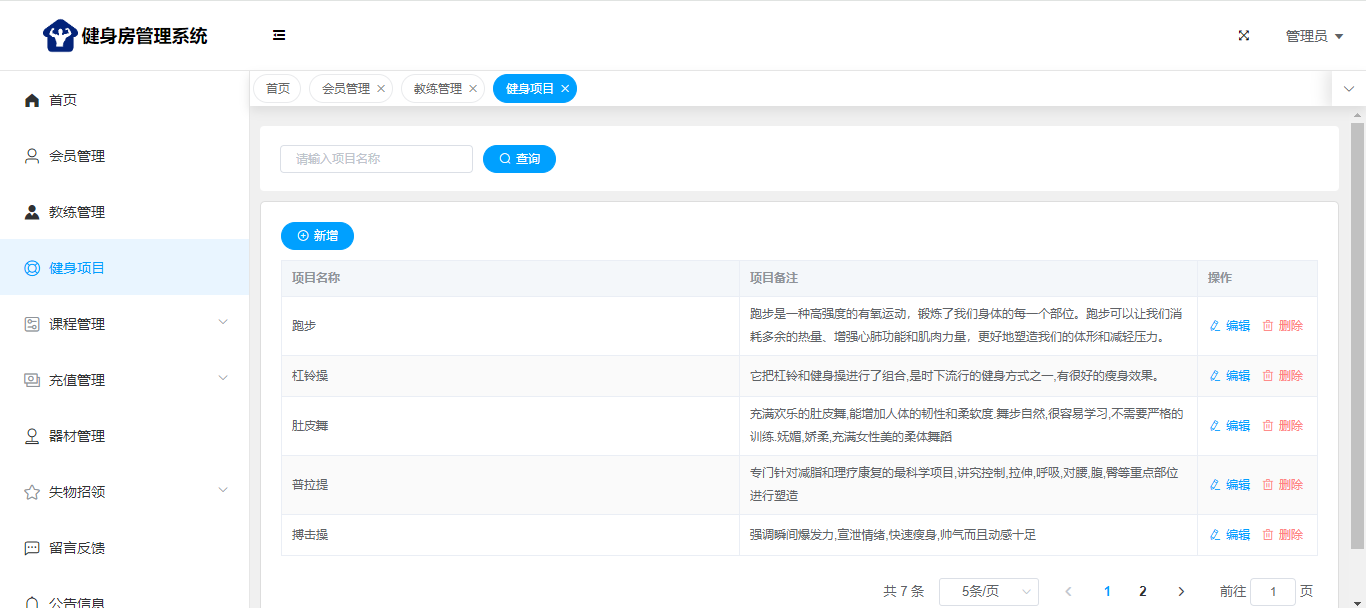 健身房管理系统
管理员
首页
会员管理
教练管理
健身项目
课程管理
充值管理
器材管理
失物招领
留言反馈
公告信息
首页 会员管理 教练管理 健身项目
请输入项目名称 查询
新增
项目名称 项目备注 操作
跑步 跑步是一种高强度的有氧运动，锻炼了我们身体的每一个部位。跑步可以让我们消
耗多余的热量、增强心肺功能和肌肉力量，更好地塑造我们的体形和减轻压力。 编辑 删除
杠铃操 它把杠铃和健身操进行了组合,是时下流行的健身方式之一,有很好的瘦身效果。 编辑 删除
肚皮舞 充满欢乐的肚皮舞,能增加人体的韧性和柔软度.舞步自然,很容易学习,不需要严格的
训练.妩媚,娇柔,充满女性美的柔体舞蹈 编辑 删除
普拉提 专门针对减脂和理疗康复的最科学项目,讲究控制,拉伸,呼吸,对腰,腹,臀等重点部位
进行塑造 编辑 删除
搏击操 强调瞬间爆发力,宣泄情绪,快速瘦身,帅气而且动感十足 编辑 删除
共 7 条 5条/页 1 2 前往 1 页